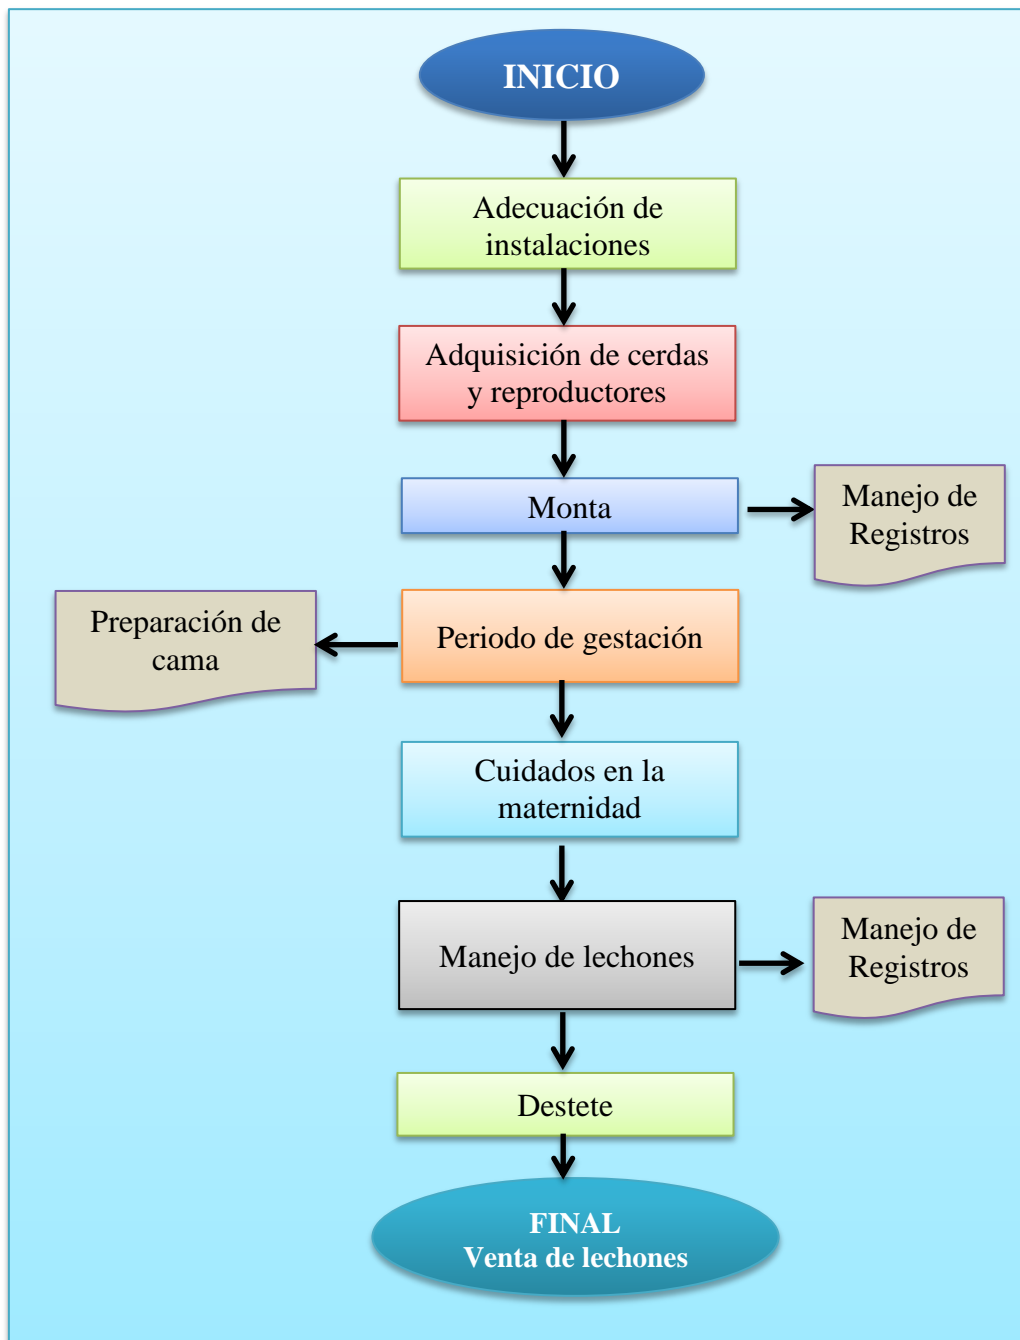 INICIO
Adecuación de
instalaciones
Adquisición de cerdas
y reproductores
Monta
Manejo de
Registros
Periodo de gestación
Preparación de
cama
Cuidados en la
maternidad
Manejo de lechones
Manejo de
Registros
Destete
FINAL
Venta de lechones